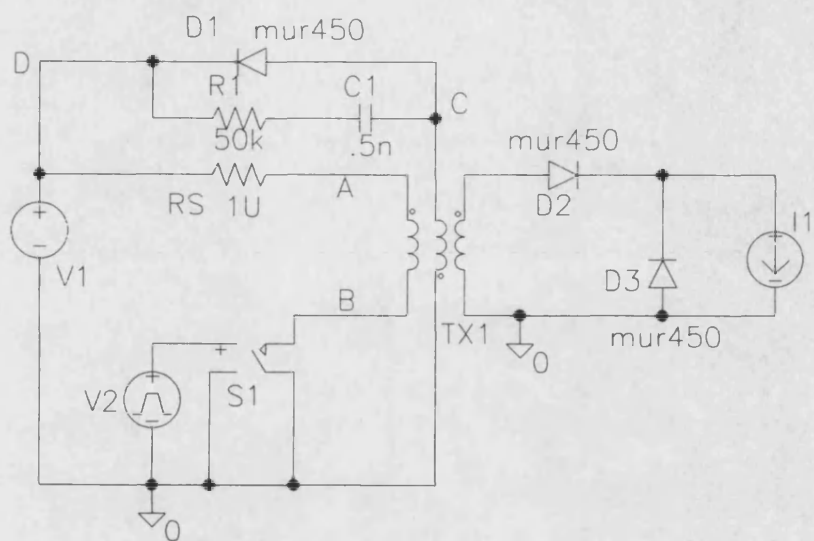 D1 mur450
D
R1 C1 C
50k .5n
mur450
RS 1U A
D2
I1
V1
D3
B
TX1
mur450
0
+
V2
S1
0